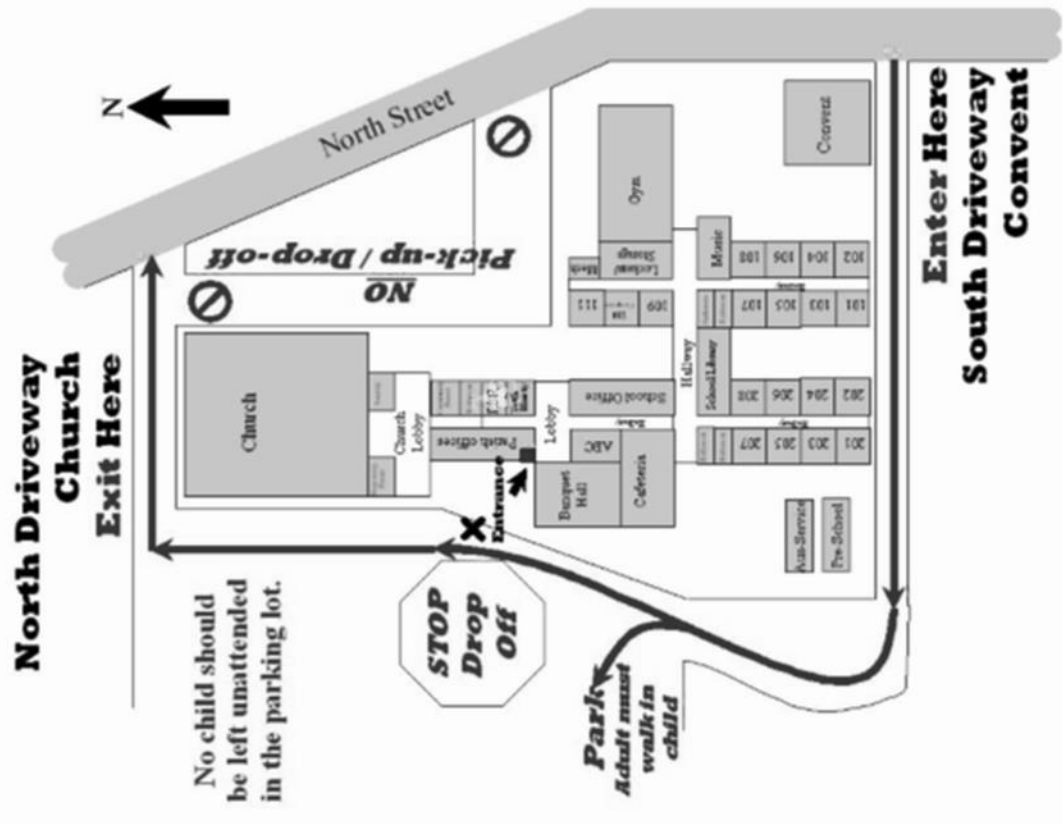 North Driveway
Church
Exit Here
N
North Street
NO
Pick-up / Drop-off
Enter Here
South Driveway
Convent
Convent
Gym
Storage
Music
108
106
104
102
111
109
107
105
103
101
Hallway
School Library
208
206
204
202
207
205
203
201
School Office
Lobby
ABC
Cafeteria
Banquet
Hall
Church
Church
Lobby
Parish offices
Entrance
Pre-School
STOP
Drop
Off
Park
Adult must
walk in
child
No child should
be left unattended
in the parking lot.